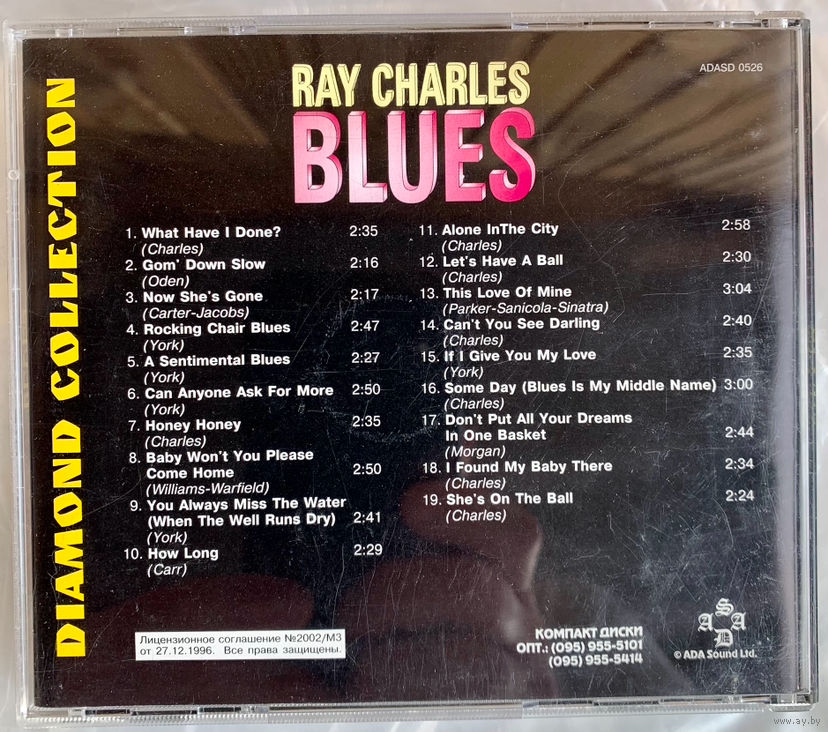 DIAMOND COLLECTION
ADASD 0526
RAY CHARLES
BLUES
1. What Have I Done? 2:35
(Charles)
2. Gom' Down Slow 2:16
(Oden)
3. Now She's Gone 2:17
(Carter-Jacobs)
4. Rocking Chair Blues 2:47
(York)
5. A Sentimental Blues 2:27
(York)
6. Can Anyone Ask For More 2:50
(York)
7. Honey Honey 2:35
(Charles)
8. Baby Won't You Please
Come Home 2:50
(Williams-Warfield)
9. You Always Miss The Water
(When The Well Runs Dry) 2:41
(York)
10. How Long 2:29
(Carr)
11. Alone InThe City 2:58
(Charles)
12. Let's Have A Ball 2:30
(Charles)
13. This Love Of Mine 3:04
(Parker-Sanicola-Sinatra)
14. Can't You See Darling 2:40
(Charles)
15. If I Give You My Love 2:35
(York)
16. Some Day (Blues Is My Middle Name) 3:00
(Charles)
17. Don't Put All Your Dreams
In One Basket 2:44
(Morgan)
18. I Found My Baby There 2:34
(Charles)
19. She's On The Ball 2:24
(Charles)
Лицензионное соглашение №2002/МЗ
от 27.12.1996. Все права защищены.
КОМПАКТ ДИСКИ
ОПТ.: (095) 955-5101
(095) 955-5414
S
A A
D
© ADA Sound Ltd.
www.ay.by